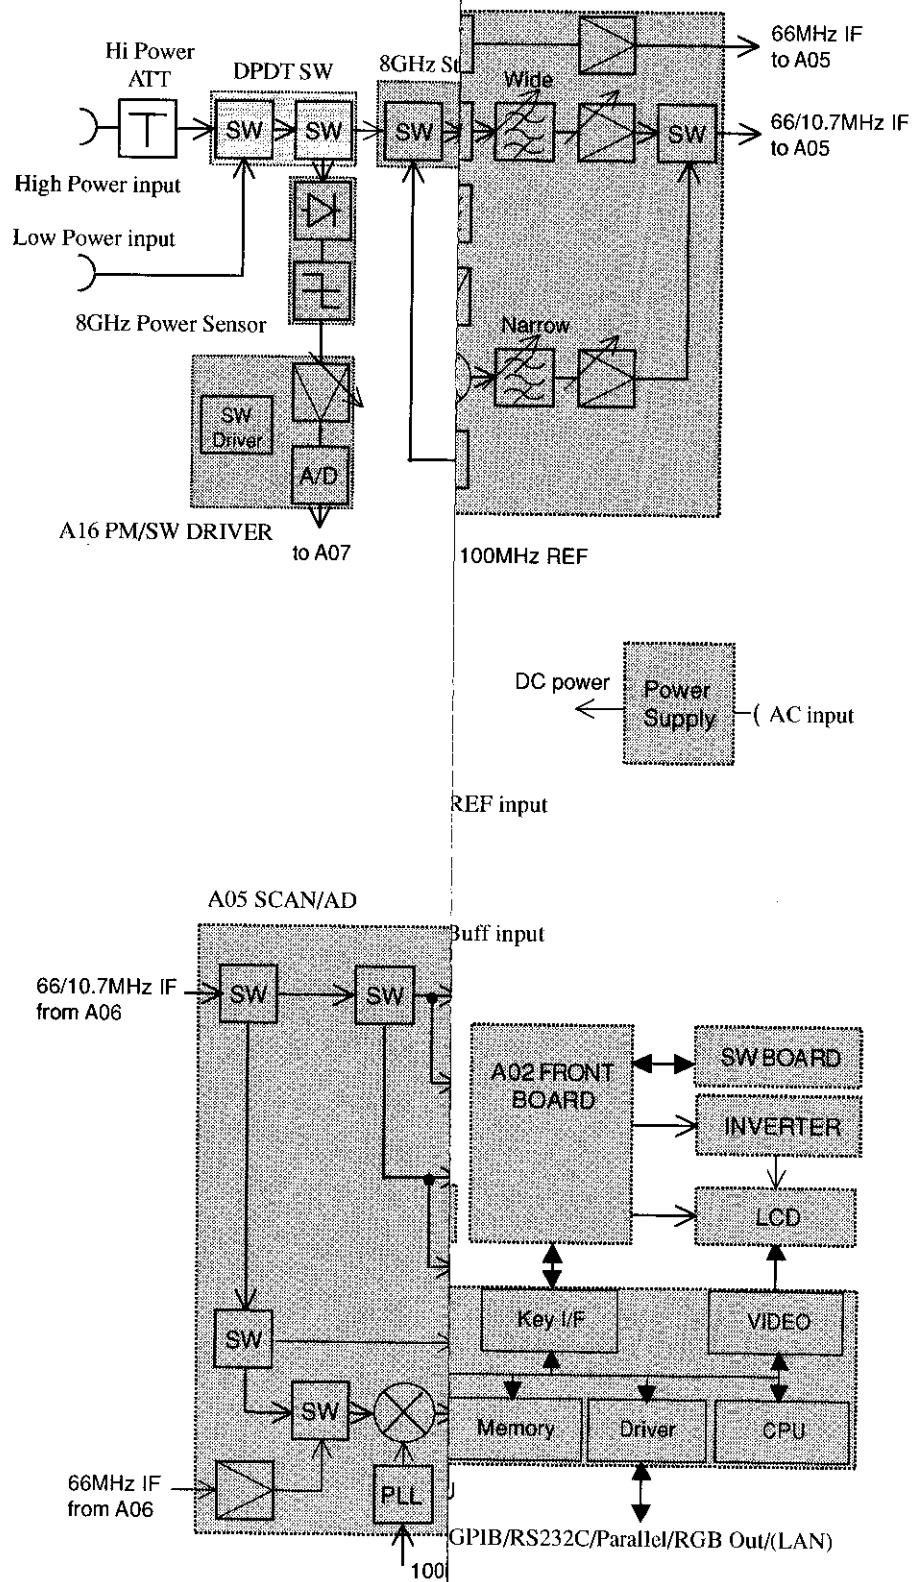 Hi Power
ATT
DPDT SW
8GHz St
Wide
66MHz IF
to A05
SW
SW
SW
SW
66/10.7MHz IF
to A05
High Power input
Low Power input
8GHz Power Sensor
Narrow
SW
Driver
A/D
A16 PM/SW DRIVER
to A07
100MHz REF
DC power
Power
Supply
AC input
REF input
A05 SCAN/AD
Buff input
66/10.7MHz IF
from A06
SW
SW
A02 FRONT
BOARD
SW BOARD
INVERTER
LCD
SW
Key I/F
VIDEO
SW
Memory
Driver
CPU
66MHz IF
from A06
PLL
GPIB/RS232C/Parallel/RGB Out/(LAN)
100